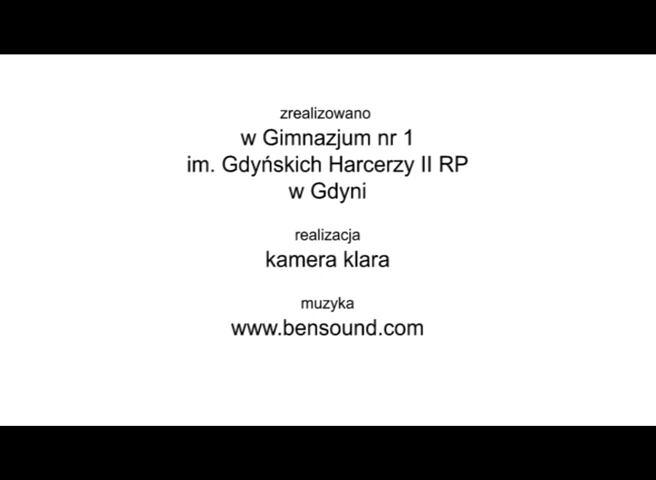 zrealizowano
w Gimnazjum nr 1
im. Gdyńskich Harcerzy II RP
w Gdyni
realizacja
kamera klara
muzyka
www.bensound.com